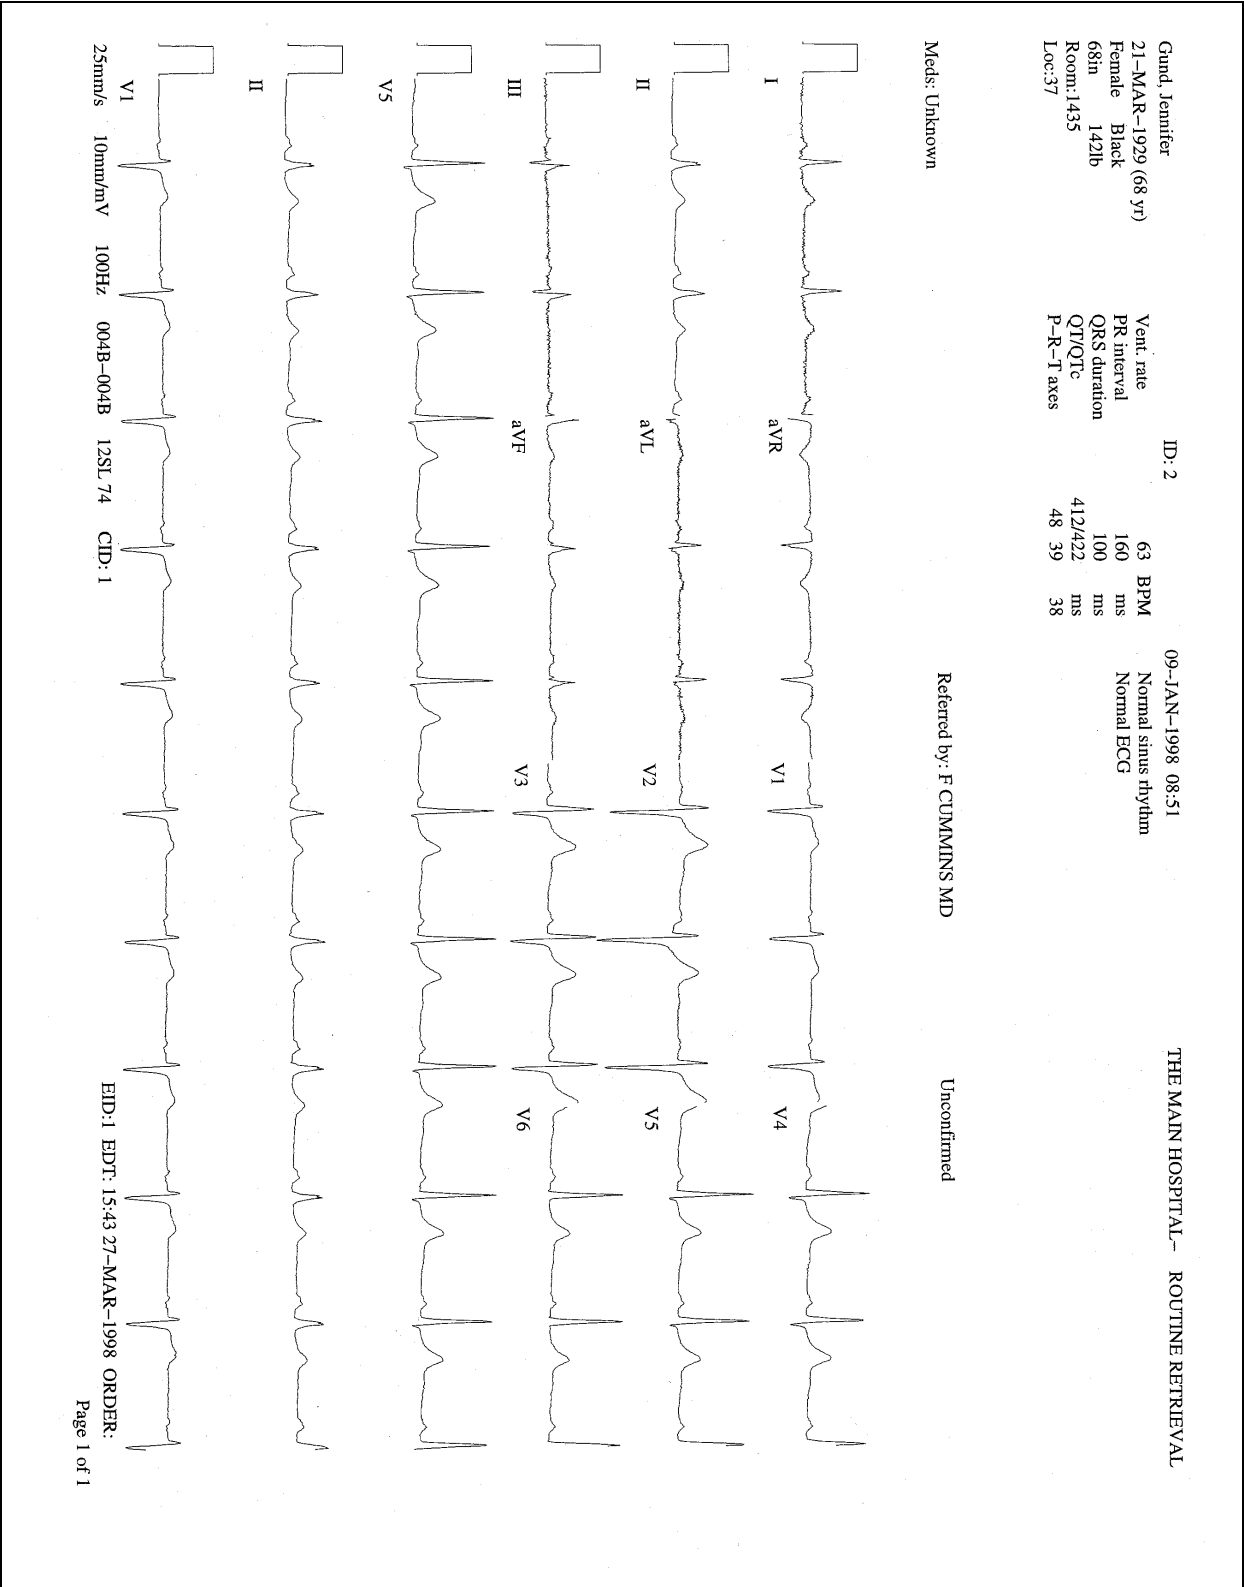 Gund, Jennifer
ID: 2
09-JAN-1998 08:51
THE MAIN HOSPITAL- ROUTINE RETRIEVAL
21-MAR-1929 (68 yr)
Female Black
68in 142lb
Room:1435
Loc:37
Vent. rate 63 BPM
PR interval 160 ms
QRS duration 100 ms
QT/QTc 412/422 ms
P-R-T axes 48 39 38
Normal sinus rhythm
Normal ECG
Meds: Unknown
Referred by: F CUMMINS MD
Unconfirmed
I aVR V1 V4
II aVL V2 V5
III aVF V3 V6
V5
II
V1
25mm/s 10mm/mV 100Hz 004B-004B 12SL 74 CID: 1
EID:1 EDT: 15:43 27-MAR-1998 ORDER:
Page 1 of 1